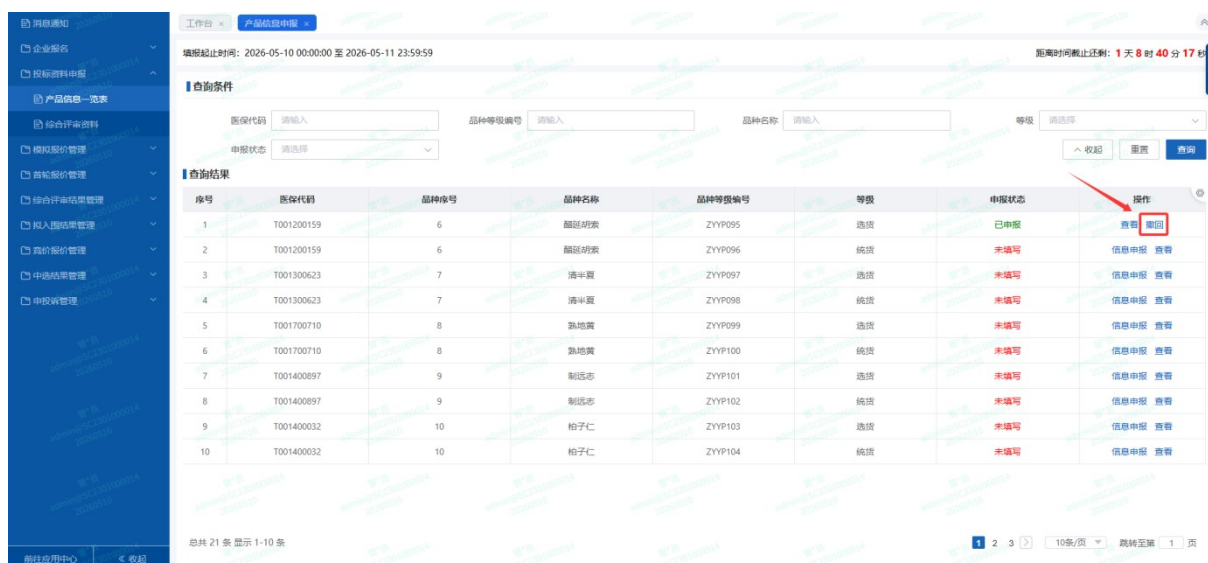 消息通知
企业报名
投标资料申报
产品信息一览表
综合评审资料
模拟报价管理
首轮报价管理
综合评审结果管理
拟入围结果管理
竞价报价管理
中选结果管理
申投诉管理
前往应用中心 《 收起
工作台 × 产品信息申报 ×
填报起止时间：2026-05-10 00:00:00 至 2026-05-11 23:59:59 距离时间截止还剩：1 天 8 时 40 分 17 秒
查询条件
医保代码 请输入 品种等级编号 请输入 品种名称 请输入 等级 请选择
申报状态 请选择 收起 重置 查询
查询结果
序号 医保代码 品种序号 品种名称 品种等级编号 等级 申报状态 操作
1 T001200159 6 醋延胡索 ZYYP095 选货 已申报 查看 撤回
2 T001200159 6 醋延胡索 ZYYP096 统货 未填写 信息申报 查看
3 T001300623 7 清半夏 ZYYP097 选货 未填写 信息申报 查看
4 T001300623 7 清半夏 ZYYP098 统货 未填写 信息申报 查看
5 T001700710 8 熟地黄 ZYYP099 选货 未填写 信息申报 查看
6 T001700710 8 熟地黄 ZYYP100 统货 未填写 信息申报 查看
7 T001400897 9 制远志 ZYYP101 选货 未填写 信息申报 查看
8 T001400897 9 制远志 ZYYP102 统货 未填写 信息申报 查看
9 T001400032 10 柏子仁 ZYYP103 选货 未填写 信息申报 查看
10 T001400032 10 柏子仁 ZYYP104 统货 未填写 信息申报 查看
总共 21 条 显示 1-10 条 1 2 3 10条/页 跳转至第 1 页